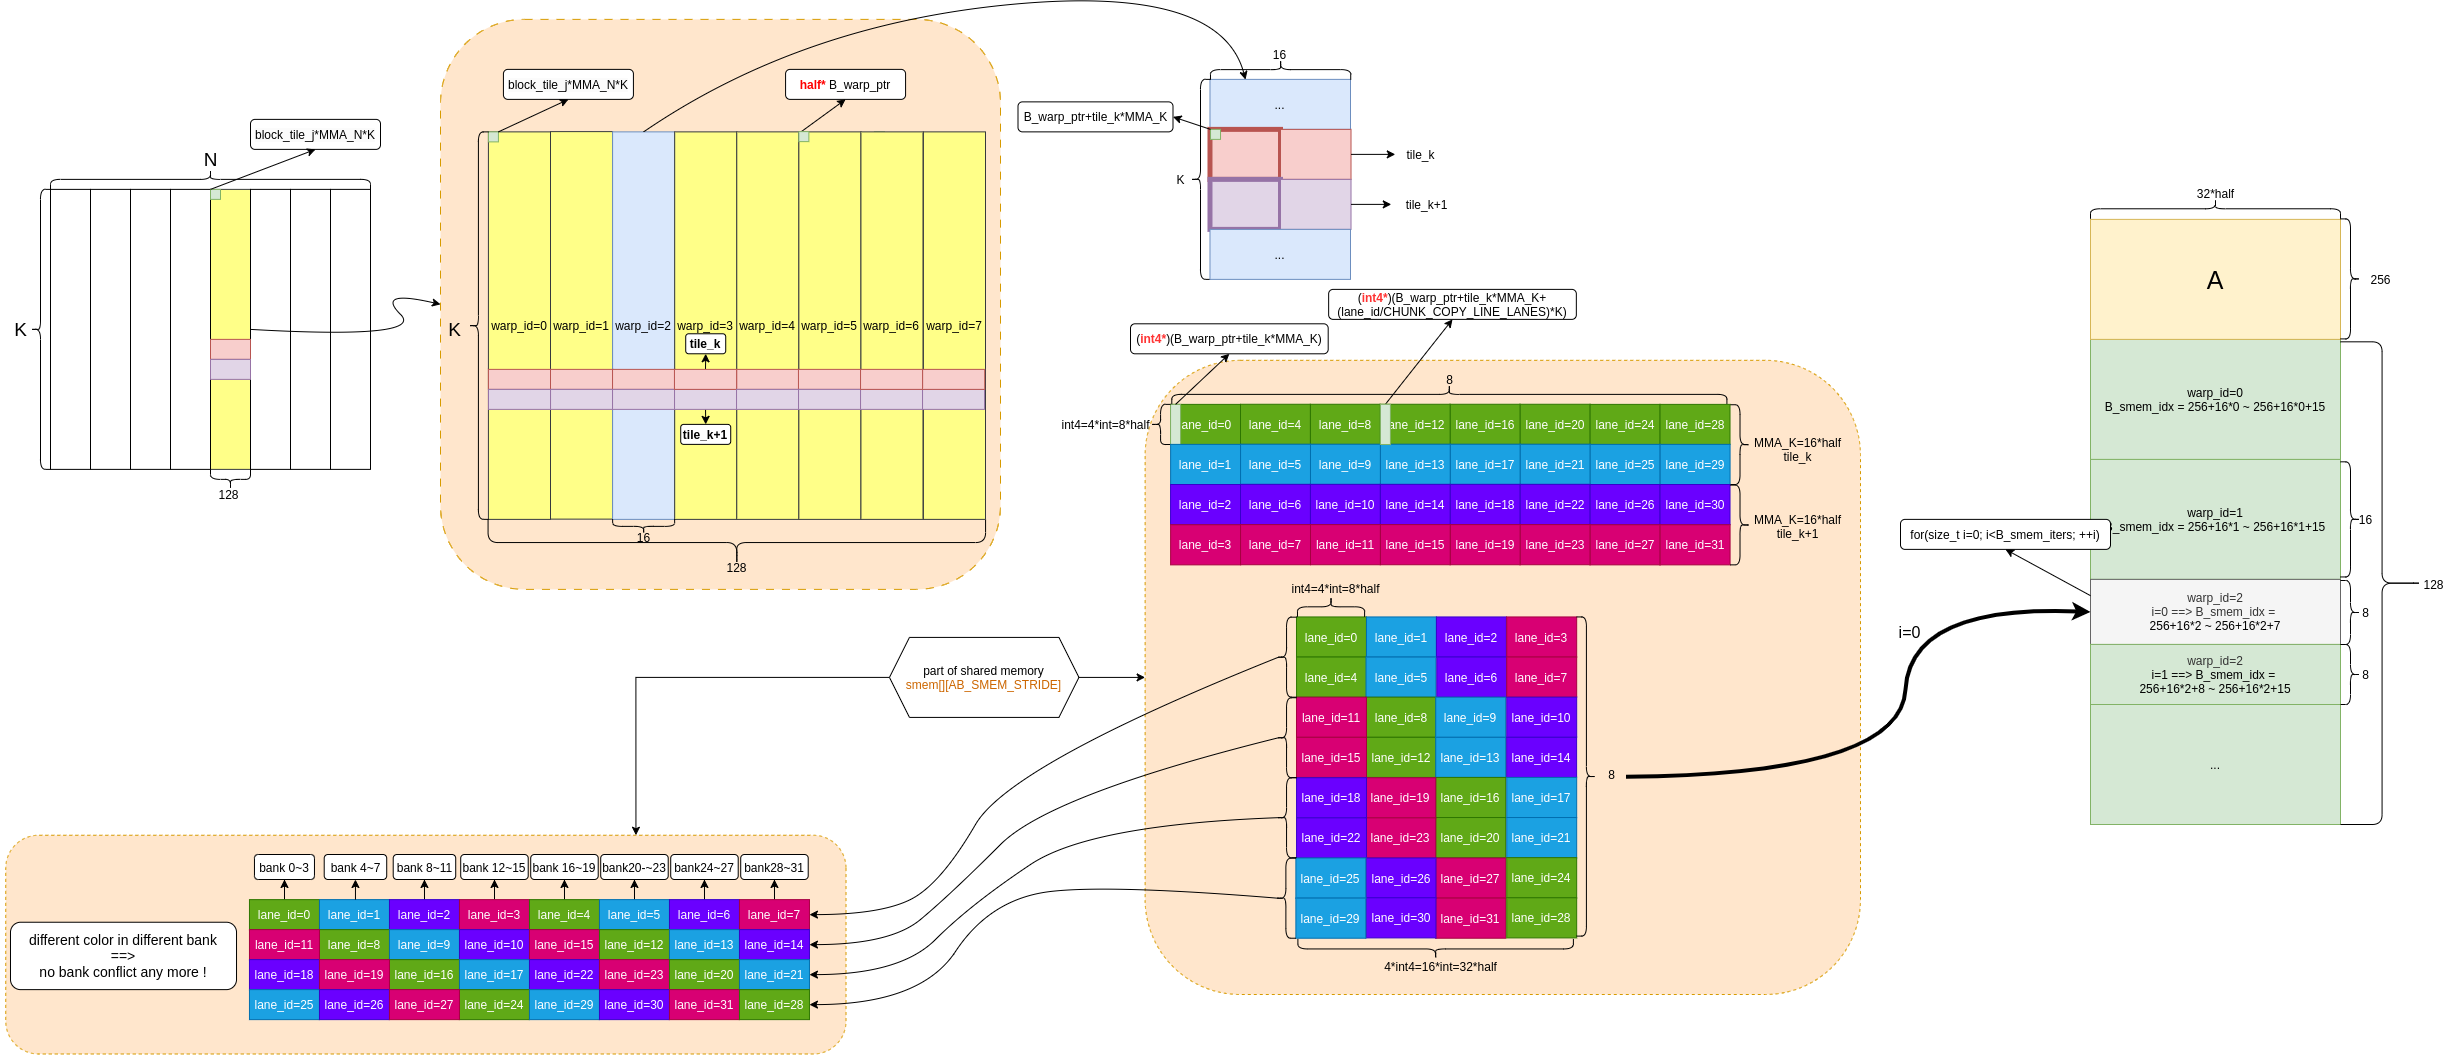 block_tile_j*MMA_N*K
N
K
128
block_tile_j*MMA_N*K
half* B_warp_ptr
K
warp_id=0
warp_id=1
warp_id=2
warp_id=3
warp_id=4
warp_id=5
warp_id=6
warp_id=7
tile_k
tile_k+1
16
128
16
B_warp_ptr+tile_k*MMA_K
...
tile_k
K
tile_k+1
...
(int4*)(B_warp_ptr+tile_k*MMA_K+
(lane_id/CHUNK_COPY_LINE_LANES)*K)
(int4*)(B_warp_ptr+tile_k*MMA_K)
8
int4=4*int=8*half
ane_id=0 lane_id=4 lane_id=8 ane_id=12 lane_id=16 lane_id=20 lane_id=24 lane_id=28
lane_id=1 lane_id=5 lane_id=9 lane_id=13 lane_id=17 lane_id=21 lane_id=25 lane_id=29
lane_id=2 lane_id=6 lane_id=10 lane_id=14 lane_id=18 lane_id=22 lane_id=26 lane_id=30
lane_id=3 lane_id=7 lane_id=11 lane_id=15 lane_id=19 lane_id=23 lane_id=27 lane_id=31
MMA_K=16*half
tile_k
MMA_K=16*half
tile_k+1
int4=4*int=8*half
lane_id=0 lane_id=1 lane_id=2 lane_id=3
lane_id=4 lane_id=5 lane_id=6 lane_id=7
lane_id=11 lane_id=8 lane_id=9 lane_id=10
lane_id=15 lane_id=12 lane_id=13 lane_id=14
lane_id=18 lane_id=19 lane_id=16 lane_id=17
lane_id=22 lane_id=23 lane_id=20 lane_id=21
lane_id=25 lane_id=26 lane_id=27 lane_id=24
lane_id=29 lane_id=30 lane_id=31 lane_id=28
8
4*int4=16*int=32*half
i=0
32*half
A
256
warp_id=0
B_smem_idx = 256+16*0 ~ 256+16*0+15
warp_id=1
_smem_idx = 256+16*1 ~ 256+16*1+15
16
for(size_t i=0; i<B_smem_iters; ++i)
warp_id=2
i=0 ==> B_smem_idx =
256+16*2 ~ 256+16*2+7
8
warp_id=2
i=1 ==> B_smem_idx =
256+16*2+8 ~ 256+16*2+15
8
128
...
part of shared memory
smem[][AB_SMEM_STRIDE]
bank 0~3
bank 4~7
bank 8~11
bank 12~15
bank 16~19
bank20-~23
bank24~27
bank28~31
lane_id=0 lane_id=1 lane_id=2 lane_id=3 lane_id=4 lane_id=5 lane_id=6 lane_id=7
lane_id=11 lane_id=8 lane_id=9 lane_id=10 lane_id=15 lane_id=12 lane_id=13 lane_id=14
lane_id=18 lane_id=19 lane_id=16 lane_id=17 lane_id=22 lane_id=23 lane_id=20 lane_id=21
lane_id=25 lane_id=26 lane_id=27 lane_id=24 lane_id=29 lane_id=30 lane_id=31 lane_id=28
different color in different bank
==>
no bank conflict any more !